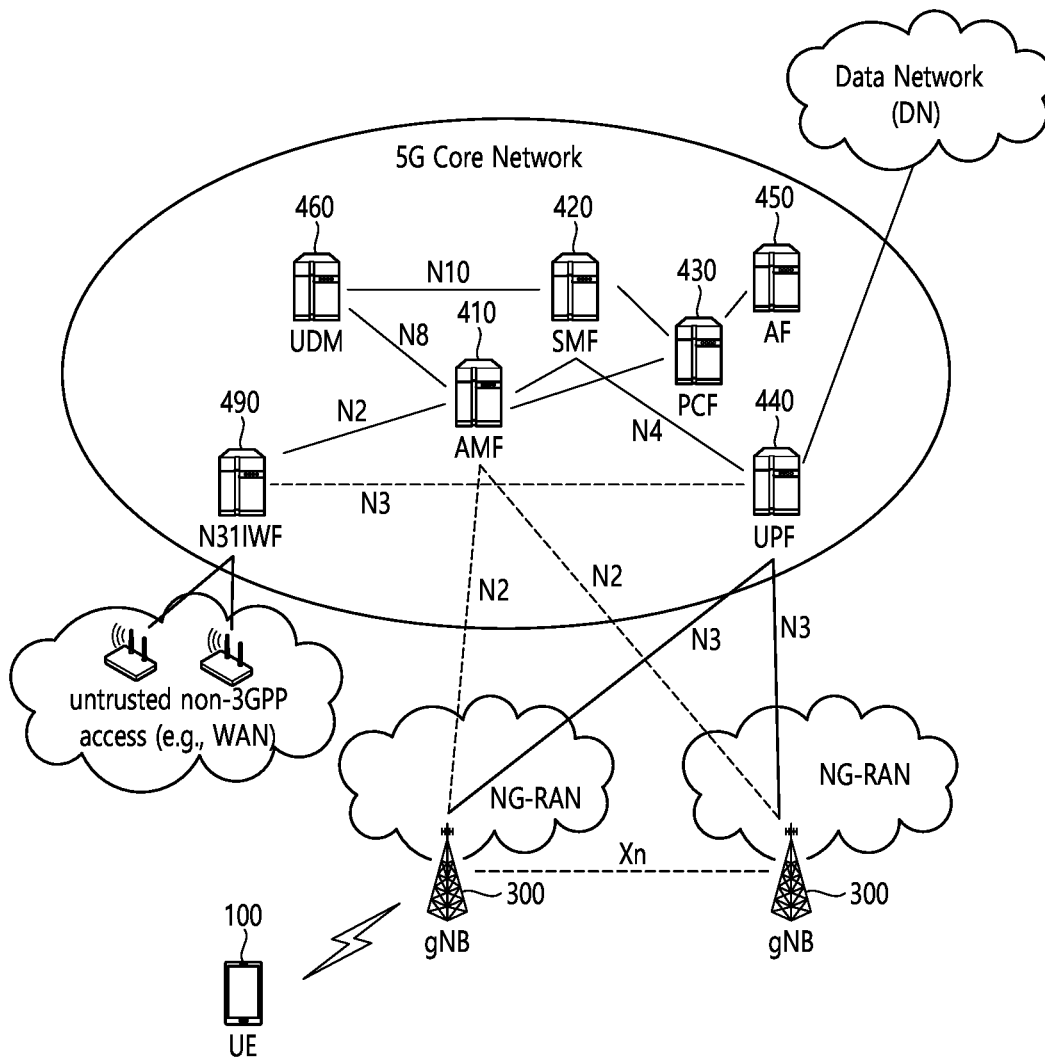 Data Network
(DN)
5G Core Network
460
420
450
N10
430
410
UDM
N8
SMF
AF
490
N2
PCF
440
AMF
N4
N3
N31IWF
UPF
N2
N2
N3
N3
untrusted non-3GPP
access (e.g., WAN)
NG-RAN
NG-RAN
Xn
300
300
gNB
gNB
100
UE